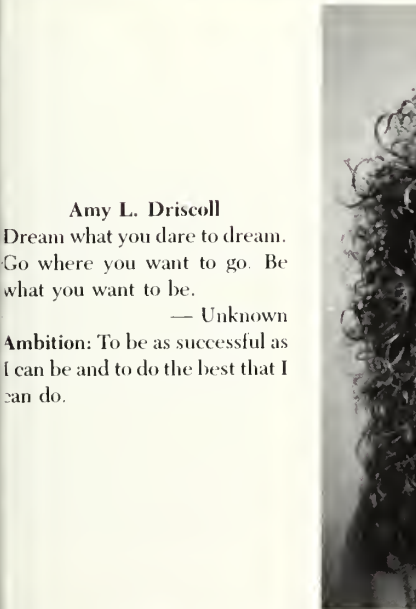 Amy L. Driscoll
Dream what you dare to dream.
Go where you want to go. Be
what you want to be.
— Unknown
Ambition: To be as successful as
I can be and to do the best that I
can do.